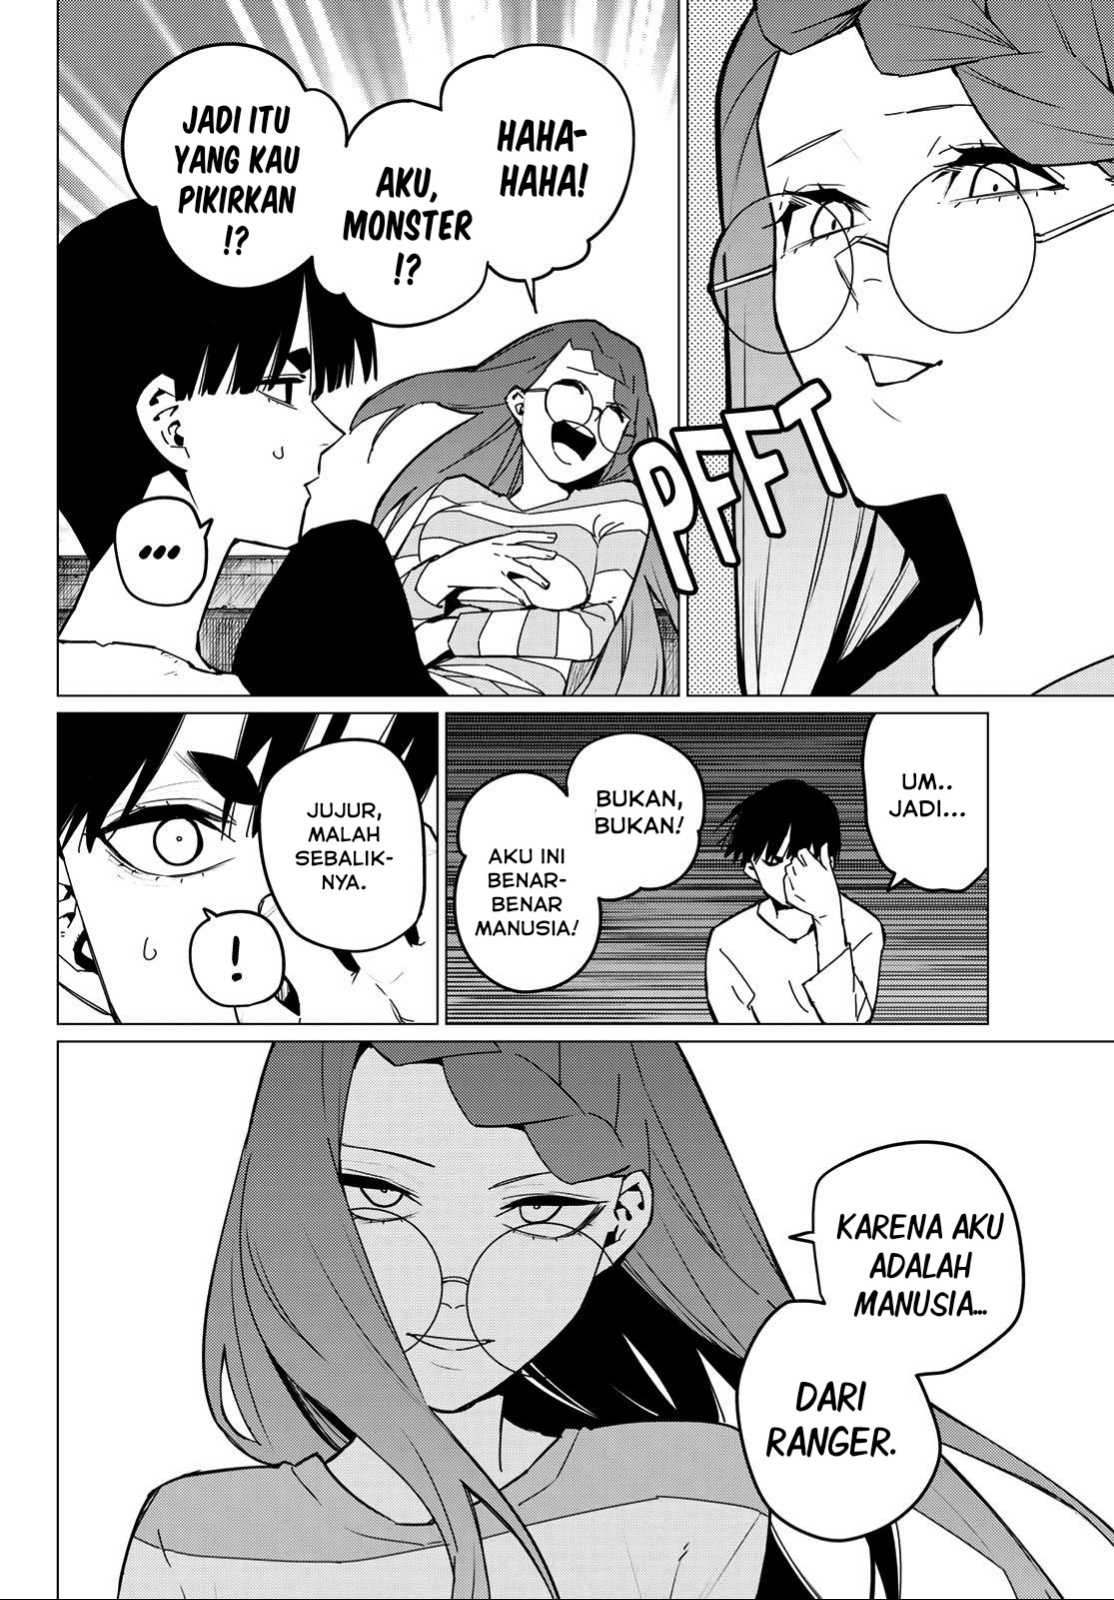 PFFT
HAHA-
HAHA!
AKU,
MONSTER
!?
JADI ITU
YANG KAU
PIKIRKAN
!?
...
UM..
JADI...
BUKAN,
BUKAN!
AKU INI
BENAR-
BENAR
MANUSIA!
JUJUR,
MALAH
SEBALIK-
NYA.
!
KARENA AKU
ADALAH
MANUSIA...
DARI
RANGER.